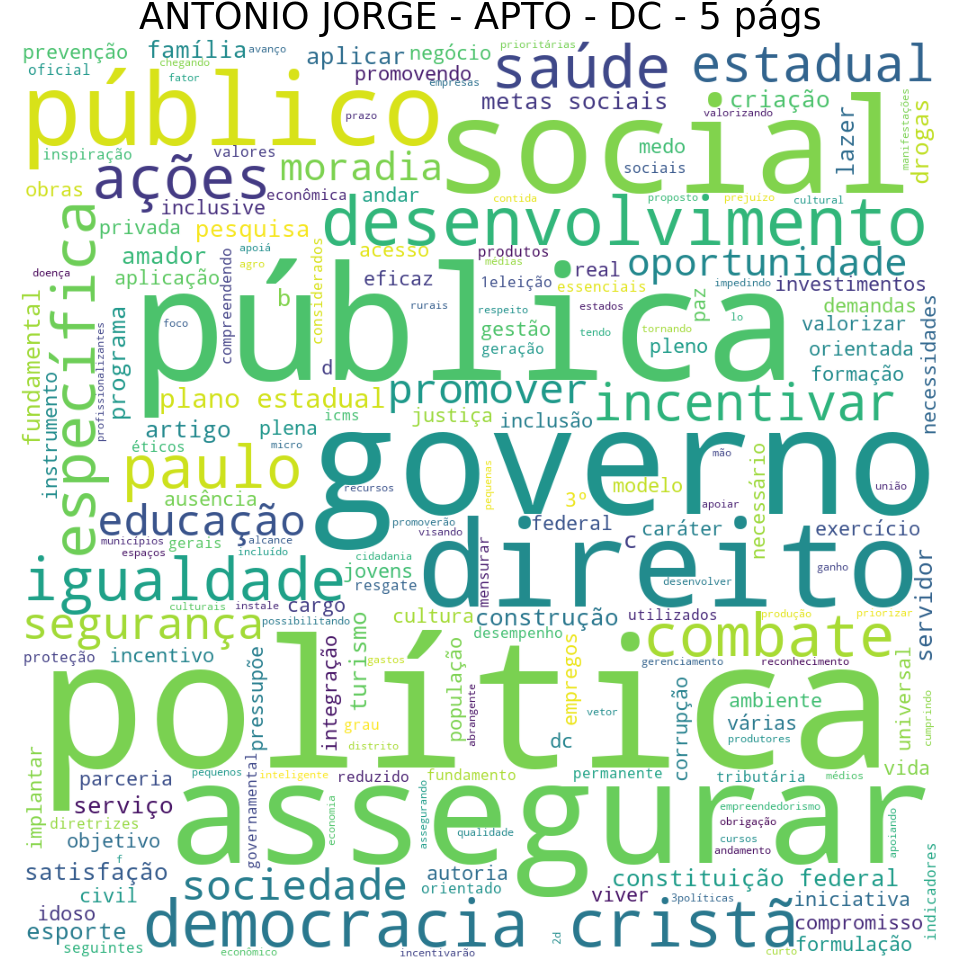 ANTONIO JORGE - APTO - DC - 5 págs
prevenção família avanço aplicar negócio prioritárias
oficial chegando fator promovendo empresas saúde estadual
público prazo metas sociais valorizando criação
social manifestações drogas lazer
inspiração valores medo
ações moradia sociais
obras inclusive econômica andar contida proposto prejuízo cultural
específica privada pesquisa desenvolvimento
amador apoiá acesso produtos oportunidade
doença aplicação agro considerados eficaz médias 1eleição real essenciais impedindo investimentos
compreendendo b pública rurais respeito estados paz lo demandas
fundamental programa foco gestão tendo tornando valorizar necessidades
profissionalizantes d geração pleno orientada
instrumento plano estadual promover incentivar formação
artigo plena icms justiça inclusão
éticos micro governo mão
paulo recursos pequenas 3º modelo necessário união
ausência apoiar
educação promoverão visando federal caráter exercício
municípios gerais alcance direito c
espaços incluído cidadania mensurar ganho
igualdade jovens resgate desenvolver servidor
culturais instale cargo cultura construção utilizados produção priorizar
segurança possibilitando desempenho combate
proteção incentivo pressupõe integração turismo gastos população abrangente empregos gerenciamento reconhecimento universal cumprindo
política grau vetor corrupção ambiente
distrito dc várias
implantar produtores
parceria pequenos inteligente reduzido fundamento permanente tributária médios vida
serviço governamental economia assegurando assegurar empreendedorismo apoiando
diretrizes obrigação
objetivo qualidade cursos
f andamento indicadores
satisfação sociedade autoria constituição federal
civil orientado viver 3políticas iniciativa
idoso democracia cristã compromisso
esporte 2d formulação
seguintes econômico incentivarão curto